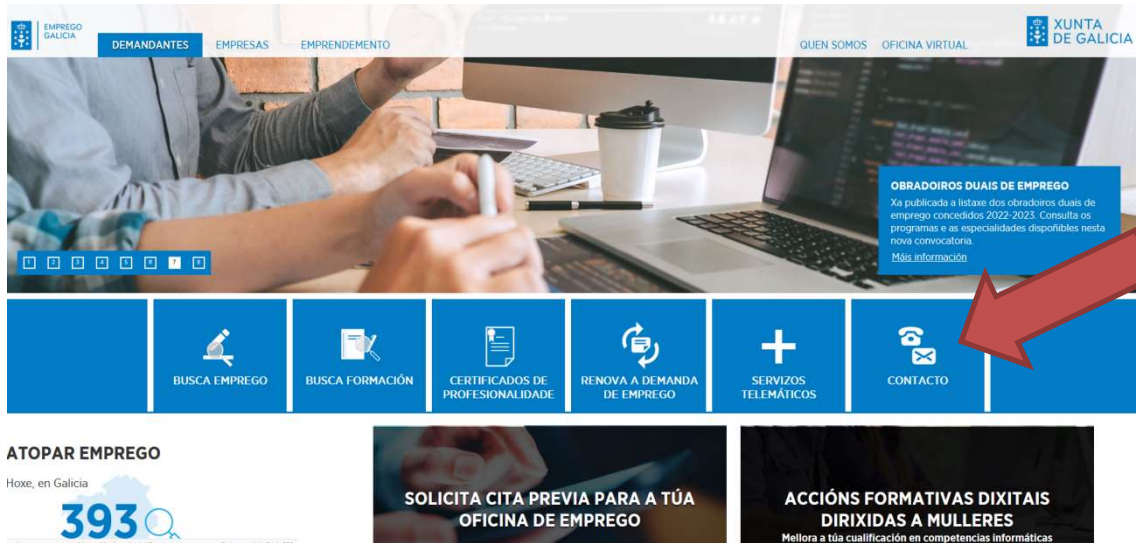 EMPREGO
GALICIA
DEMANDANTES
EMPRESAS
EMPRENDEMENTO
QUEN SOMOS
OFICINA VIRTUAL
XUNTA
DE GALICIA
OBRADOIROS DUAIS DE EMPREGO
Xa publicada a listaxe dos obradoiros duais de
emprego concedidos 2022-2023. Consulta os
programas e as especialidades dispoñibles nesta
nova convocatoria.
Máis información
1 2 3 4 5 6 7 8
BUSCA EMPREGO
BUSCA FORMACIÓN
CERTIFICADOS DE
PROFESIONALIDADE
RENOVA A DEMANDA
DE EMPREGO
SERVIZOS
TELEMÁTICOS
CONTACTO
ATOPAR EMPREGO
Hoxe, en Galicia
393
SOLICITA CITA PREVIA PARA A TÚA
OFICINA DE EMPREGO
ACCIÓNS FORMATIVAS DIXITAIS
DIRIXIDAS A MULLERES
Mellora a túa cualificación en competencias informáticas